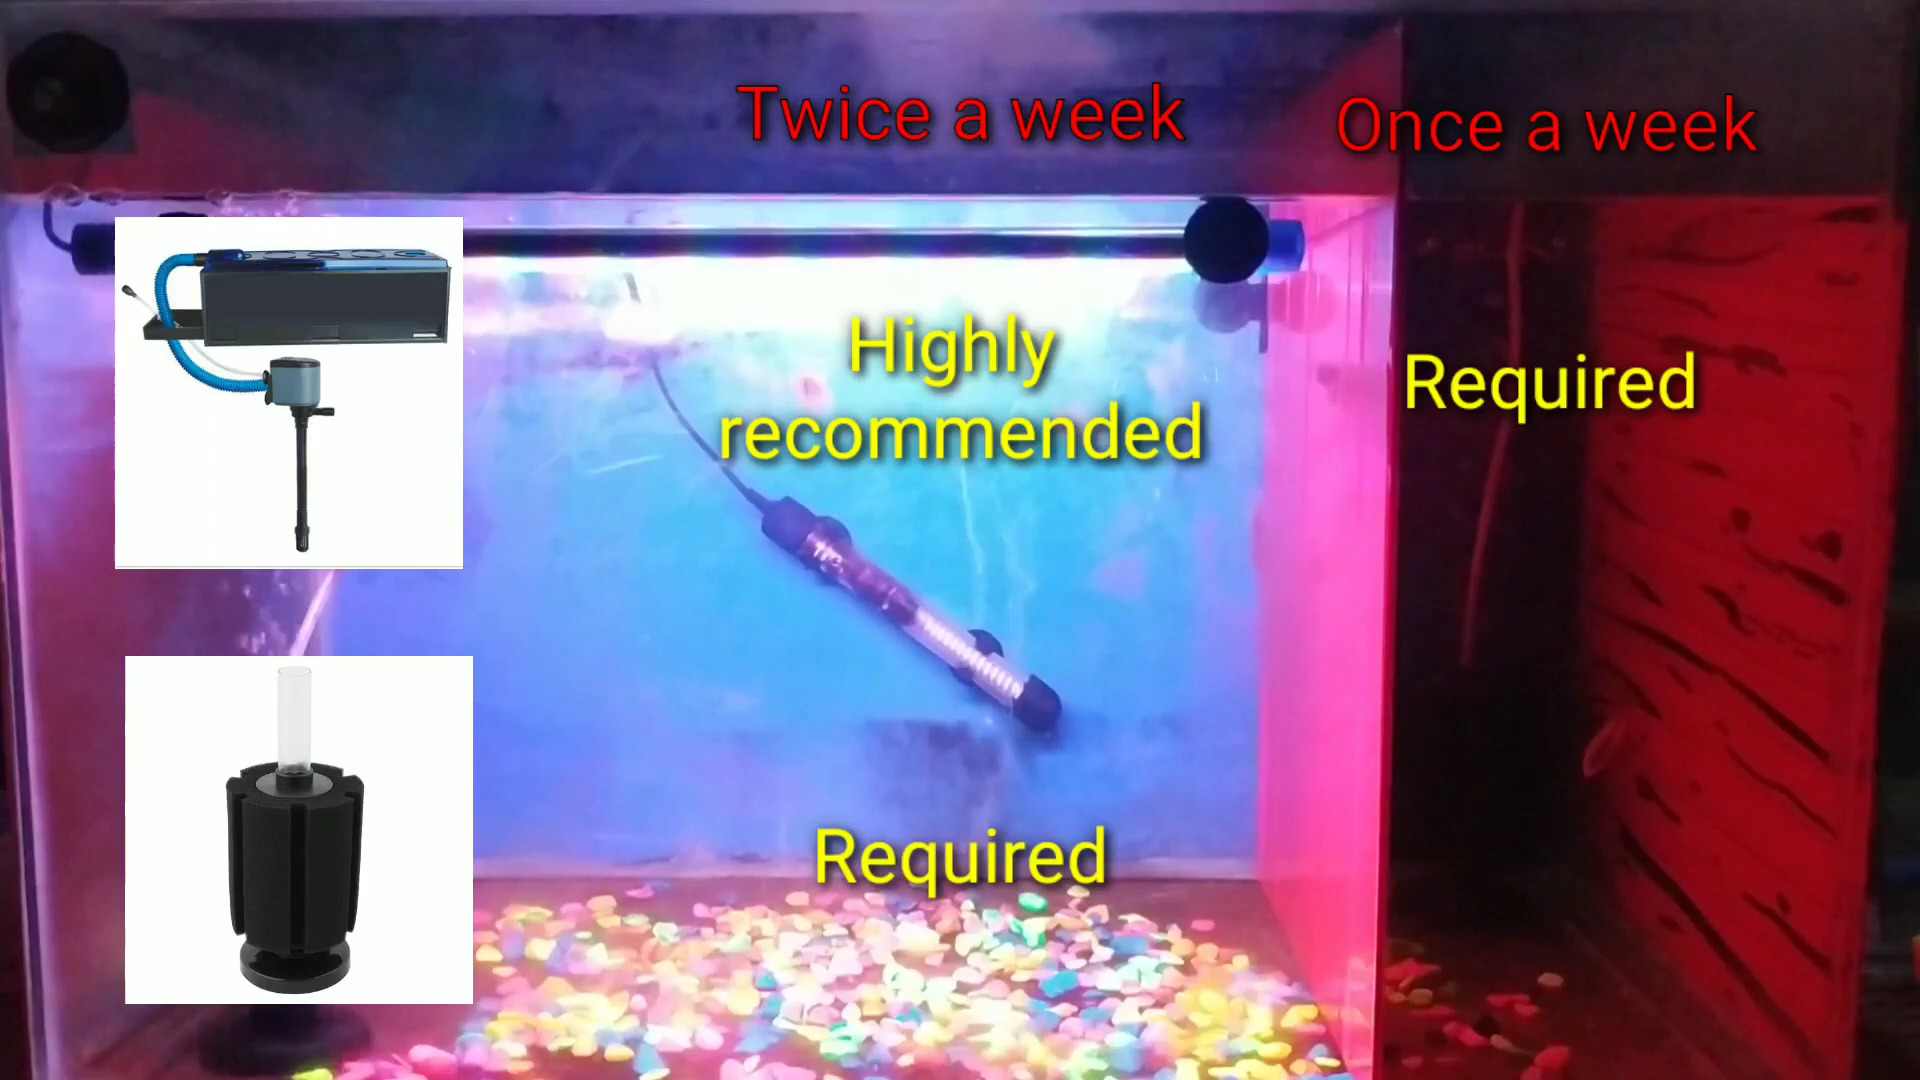 Twice a week
Once a week
Highly
recommended
Required
Required